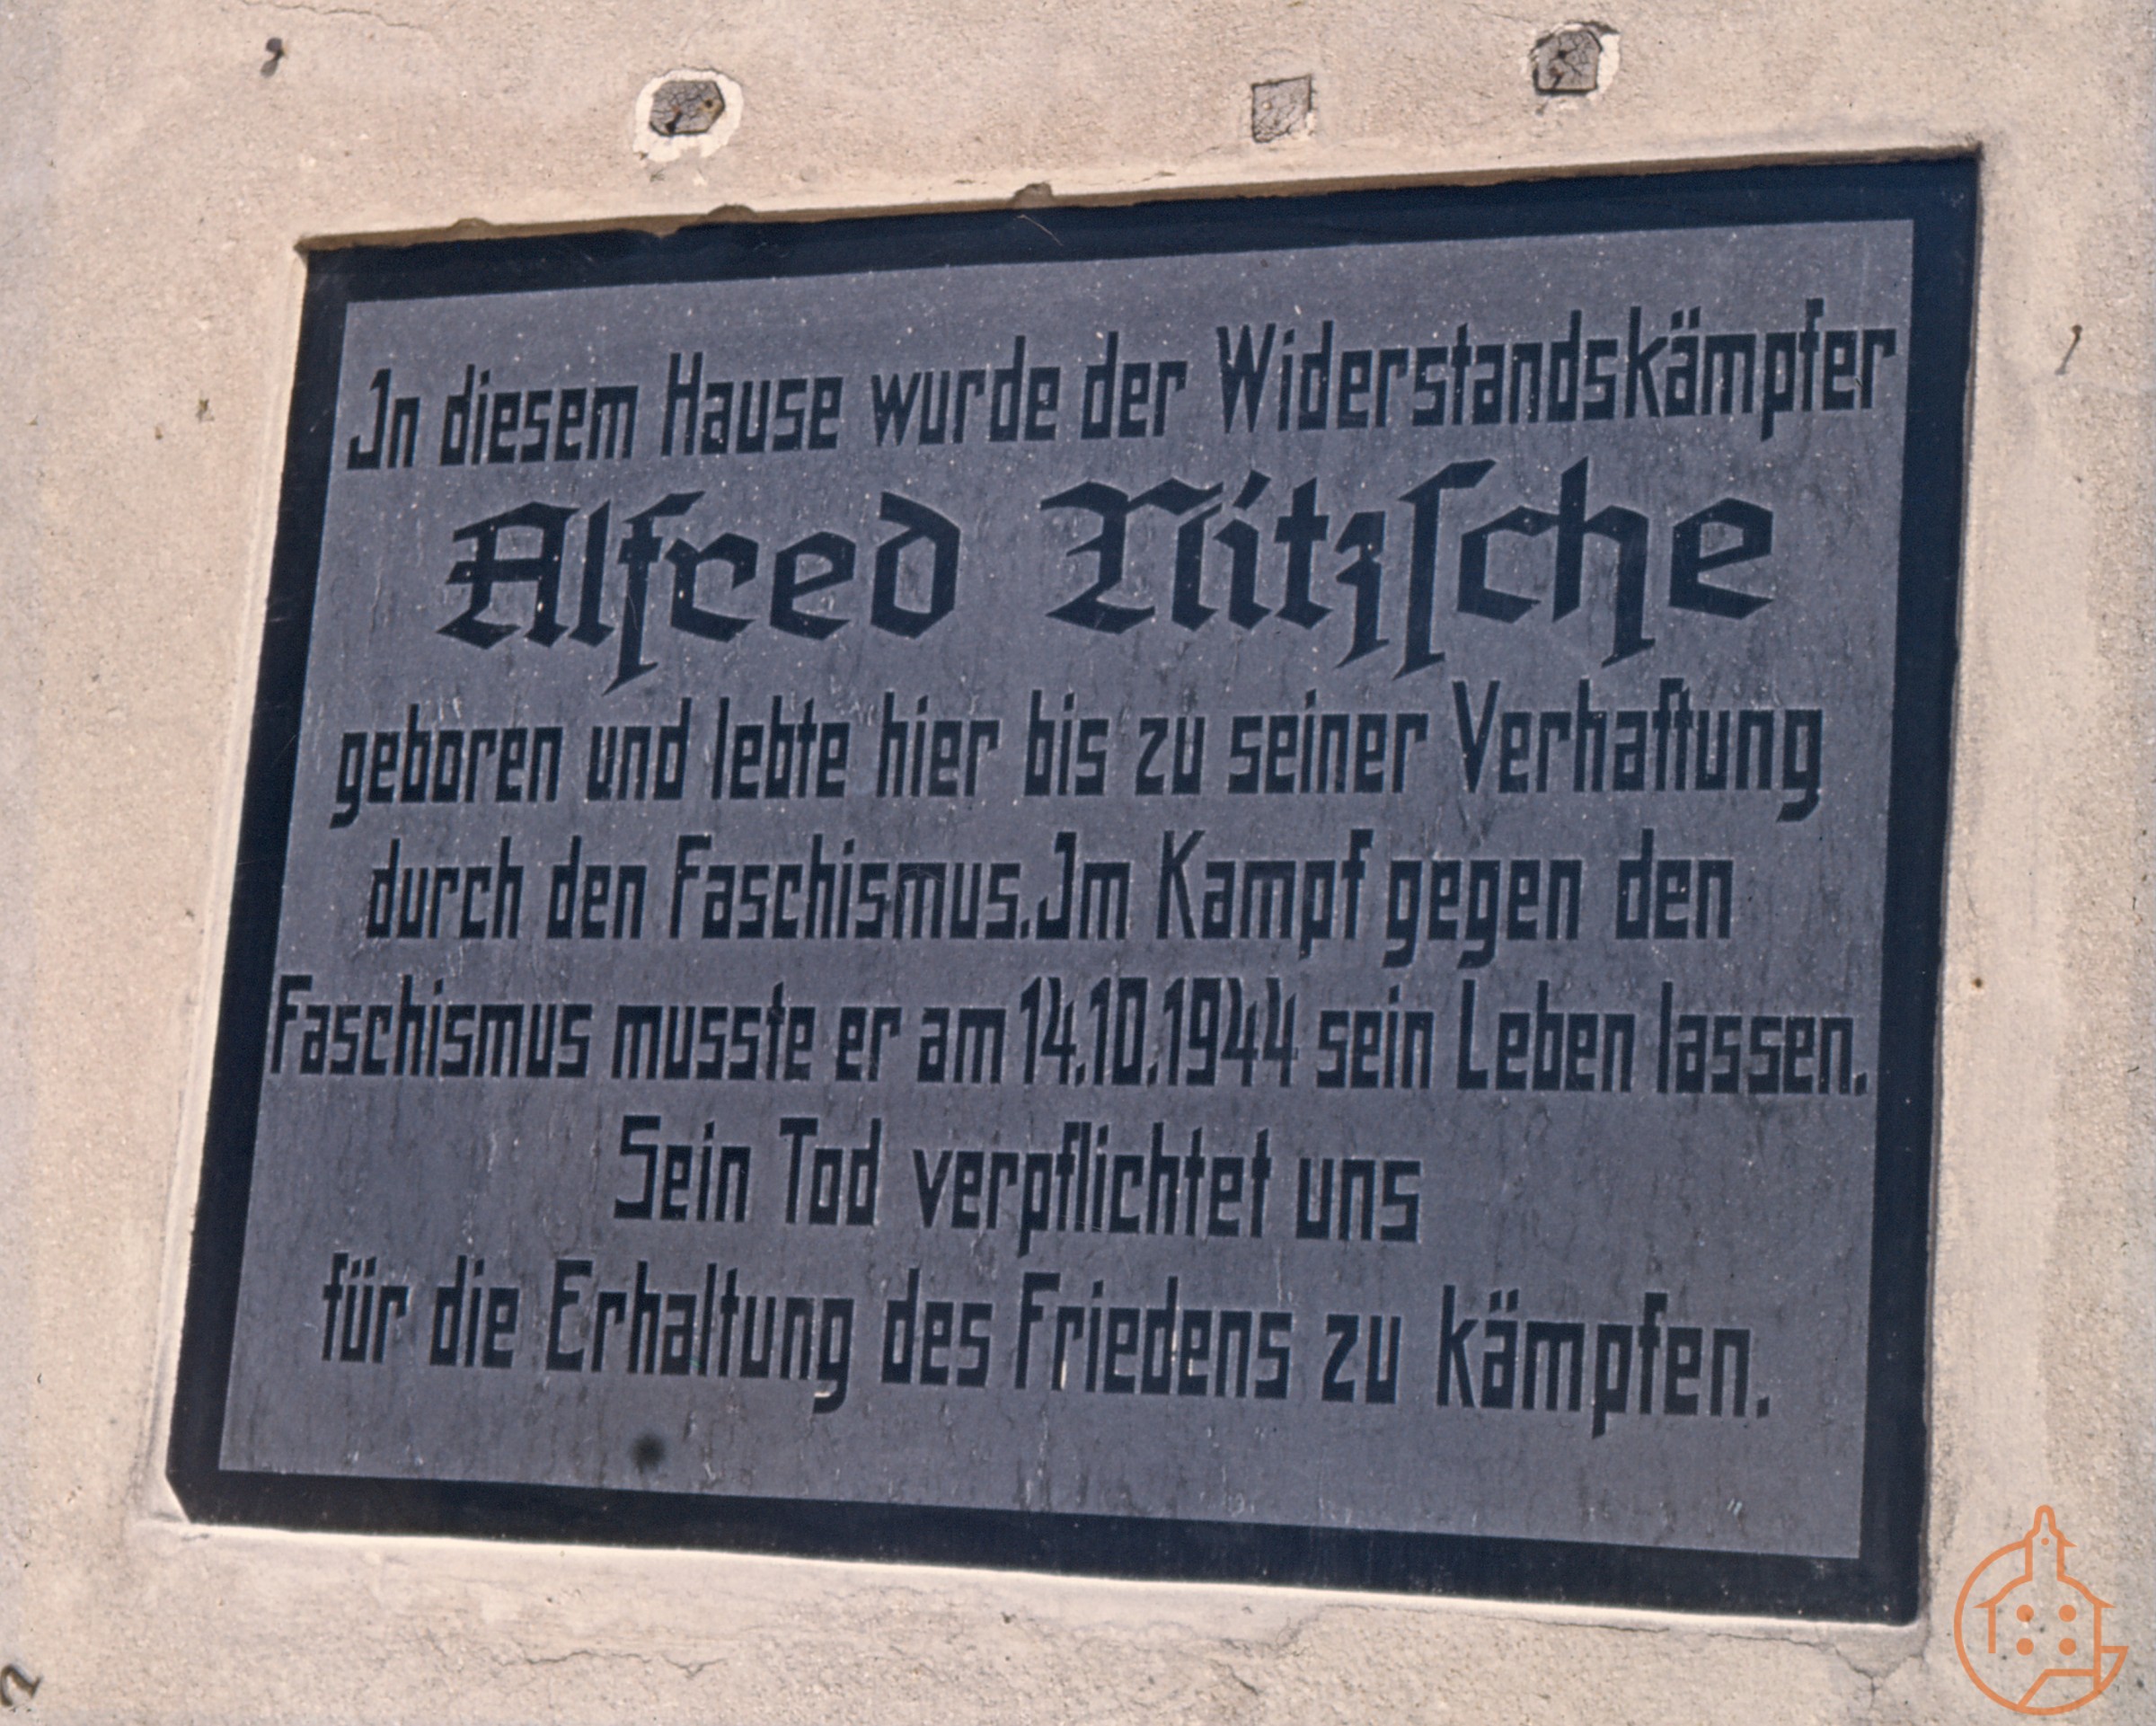 In diesem Hause wurde der Widerstandskämpfer
Alfred Nitzsche
geboren und lebte hier bis zu seiner Verhaftung
durch den Faschismus. Im Kampf gegen den
Faschismus musste er am 14.10.1944 sein Leben lassen.
Sein Tod verpflichtet uns
für die Erhaltung des Friedens zu kämpfen.